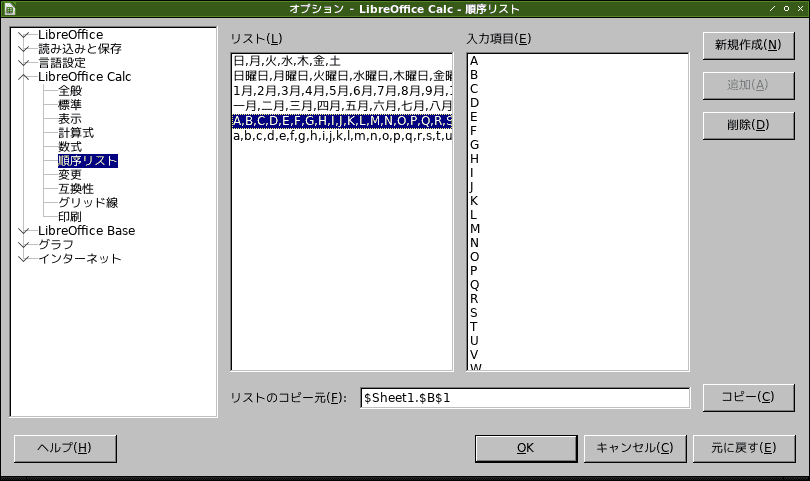 オプション - LibreOffice Calc - 順序リスト
LibreOffice
読み込みと保存
言語設定
LibreOffice Calc
全般
標準
表示
計算式
数式
順序リスト
変更
互換性
グリッド線
印刷
LibreOffice Base
グラフ
インターネット
リスト(L)
日,月,火,水,木,金,土
日曜日,月曜日,火曜日,水曜日,木曜日,金曜
1月,2月,3月,4月,5月,6月,7月,8月,9月,1
一月,二月,三月,四月,五月,六月,七月,八月
A,B,C,D,E,F,G,H,I,J,K,L,M,N,O,P,Q,R,S
a,b,c,d,e,f,g,h,i,j,k,l,m,n,o,p,q,r,s,t,u
入力項目(E)
A
B
C
D
E
F
G
H
I
J
K
L
M
N
O
P
Q
R
S
T
U
V
W
新規作成(N)
追加(A)
削除(D)
リストのコピー元(F):
$Sheet1.$B$1
コピー(C)
ヘルプ(H)
OK
キャンセル(C)
元に戻す(E)